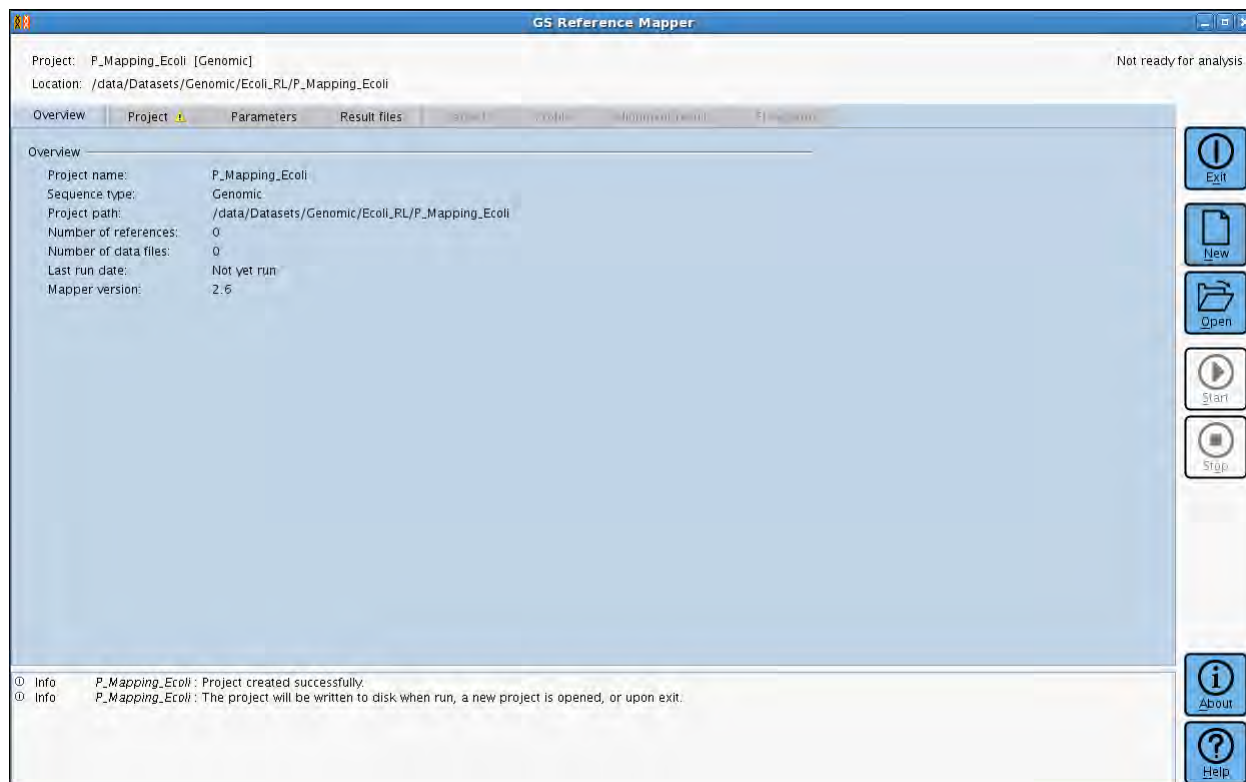 GS Reference Mapper
Project: P_Mapping_Ecoli [Genomic]
Not ready for analysis
Location: /data/Datasets/Genomic/Ecoli_RL/P_Mapping_Ecoli
Overview Project Parameters Result files
Overview
Project name: P_Mapping_Ecoli
Sequence type: Genomic
Project path: /data/Datasets/Genomic/Ecoli_RL/P_Mapping_Ecoli
Number of references: 0
Number of data files: 0
Last run date: Not yet run
Mapper version: 2.6
Exit
New
Open
Start
Stop
Info P_Mapping_Ecoli : Project created successfully.
Info P_Mapping_Ecoli : The project will be written to disk when run, a new project is opened, or upon exit.
About
Help